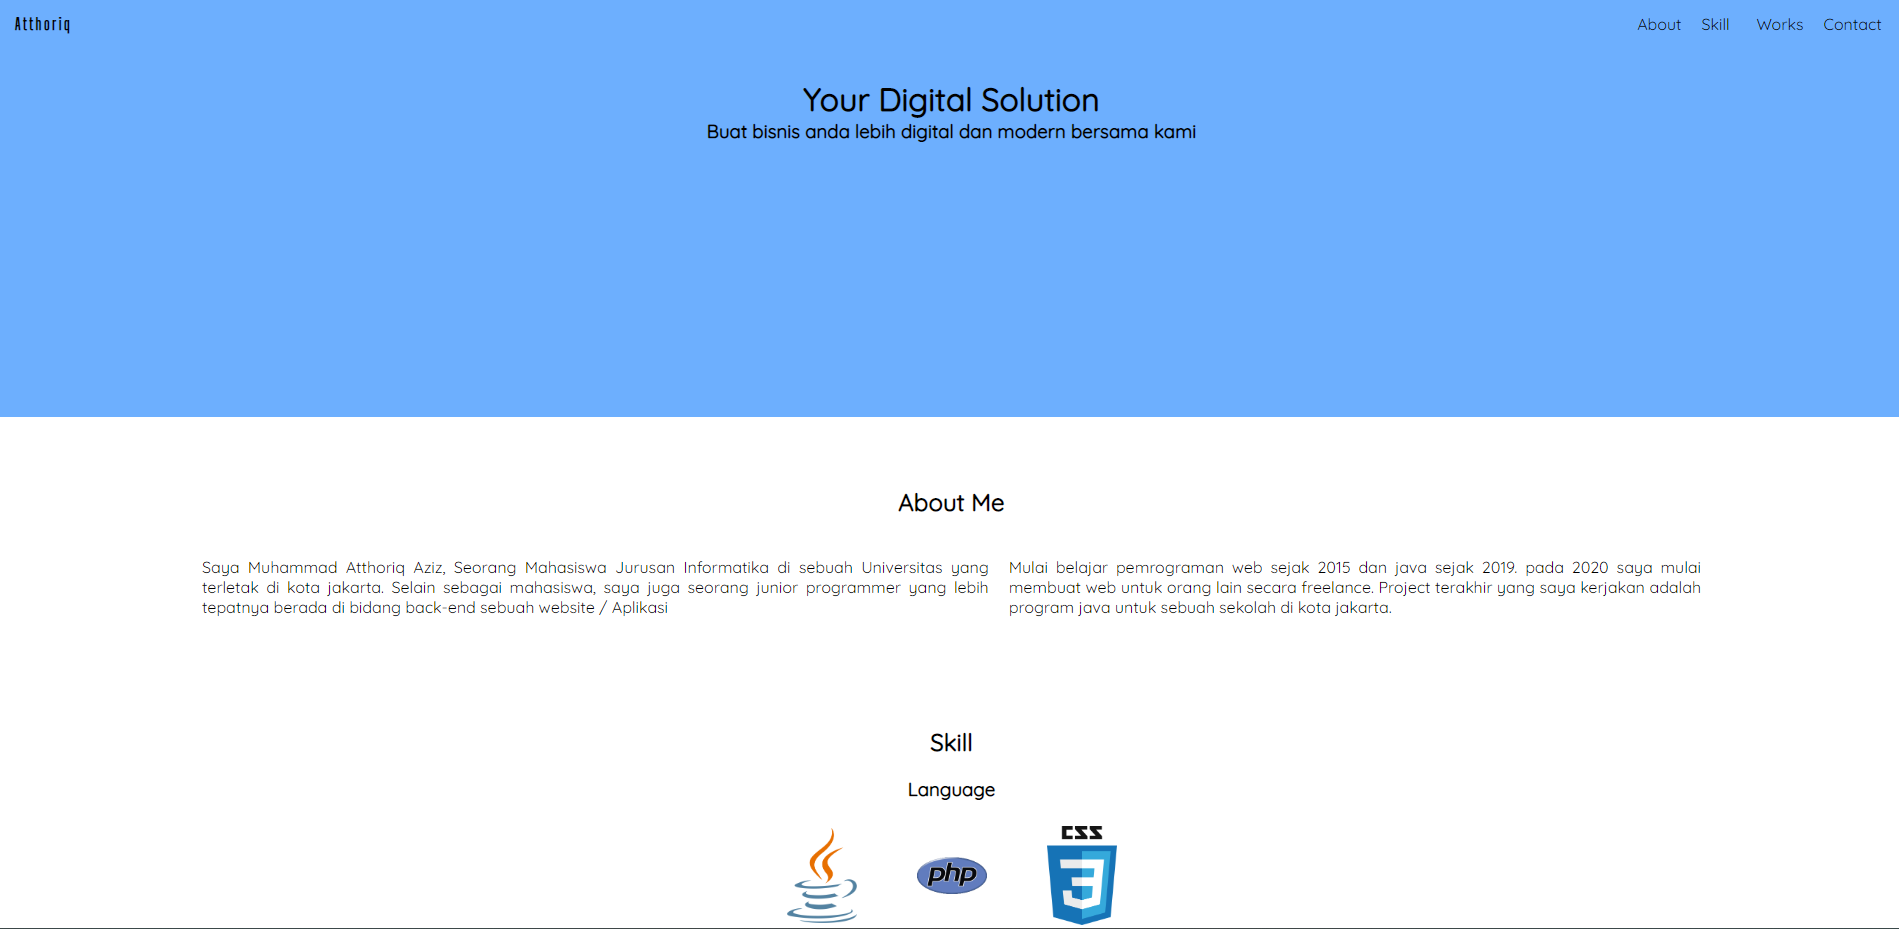 Atthoriq
About Skill Works Contact
Your Digital Solution
Buat bisnis anda lebih digital dan modern bersama kami
About Me
Saya Muhammad Atthoriq Aziz, Seorang Mahasiswa Jurusan Informatika di sebuah Universitas yang
terletak di kota jakarta. Selain sebagai mahasiswa, saya juga seorang junior programmer yang lebih
tepatnya berada di bidang back-end sebuah website / Aplikasi
Mulai belajar pemrograman web sejak 2015 dan java sejak 2019. pada 2020 saya mulai
membuat web untuk orang lain secara freelance. Project terakhir yang saya kerjakan adalah
program java untuk sebuah sekolah di kota jakarta.
Skill
Language
php
CSS
3